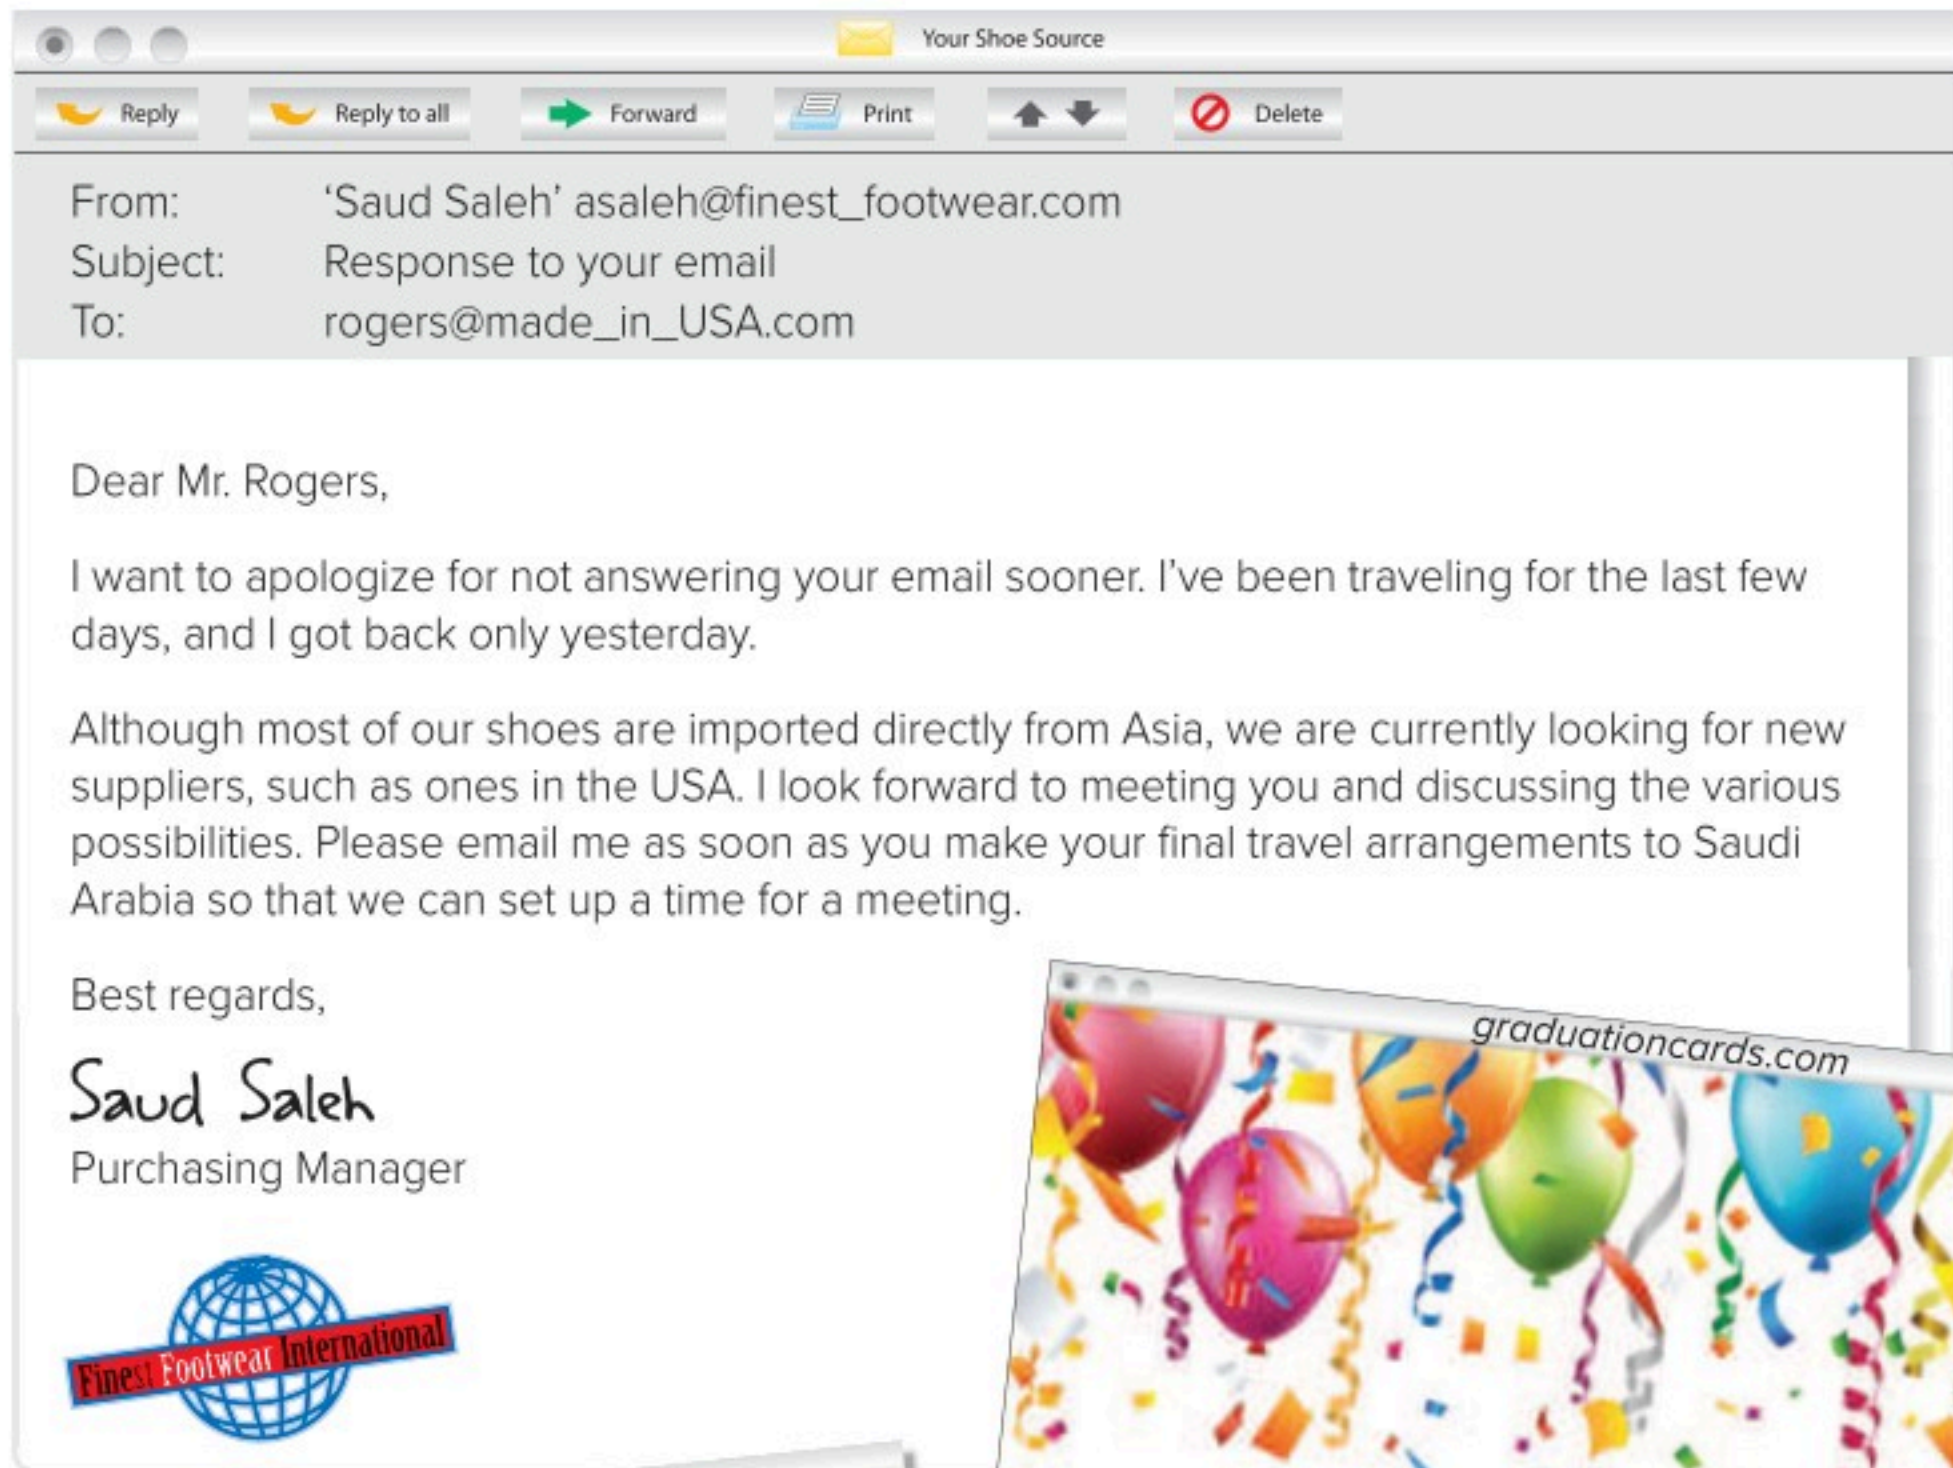 Your Shoe Source
Reply
Reply to all
Forward
Print
Delete
From: 'Saud Saleh' asaleh@finest_footwear.com
Subject: Response to your email
To: rogers@made_in_USA.com
Dear Mr. Rogers,
I want to apologize for not answering your email sooner. I've been traveling for the last few
days, and I got back only yesterday.
Although most of our shoes are imported directly from Asia, we are currently looking for new
suppliers, such as ones in the USA. I look forward to meeting you and discussing the various
possibilities. Please email me as soon as you make your final travel arrangements to Saudi
Arabia so that we can set up a time for a meeting.
Best regards,
Saud Saleh
Purchasing Manager
Finest Footwear International
graduationcards.com